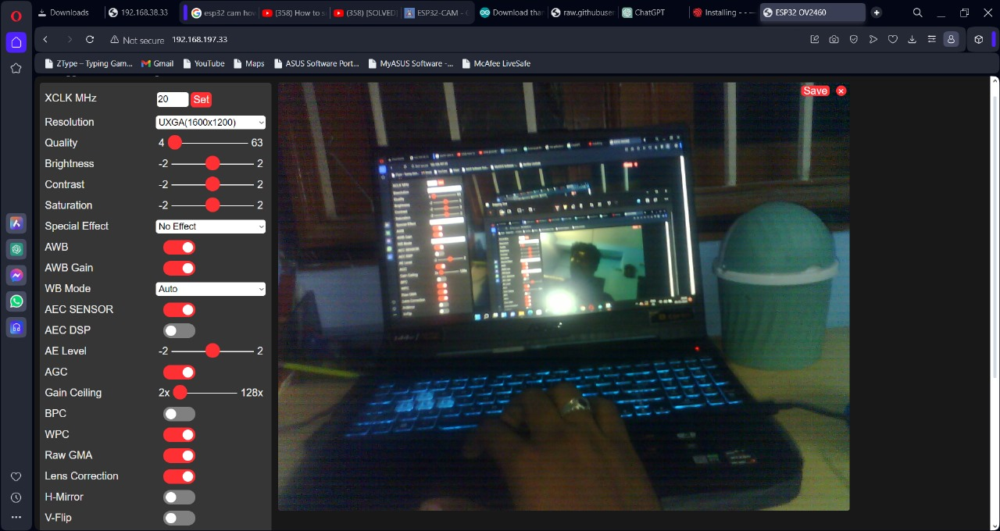 Downloads
192.168.38.33
esp32 cam how
(358) How to s
(358) [SOLVED]
ESP32-CAM -
Download than
raw.githubuser
ChatGPT
Installing - - —
ESP32 OV2460
Not secure 192.168.197.33
ZType – Typing Gam...
Gmail
YouTube
Maps
ASUS Software Port...
MyASUS Software -...
McAfee LiveSafe
XCLK MHz 20 Set
Resolution UXGA(1600x1200)
Quality 4 63
Brightness -2 2
Contrast -2 2
Saturation -2 2
Special Effect No Effect
AWB
AWB Gain
WB Mode Auto
AEC SENSOR
AEC DSP
AE Level -2 2
AGC
Gain Ceiling 2x 128x
BPC
WPC
Raw GMA
Lens Correction
H-Mirror
V-Flip
Save